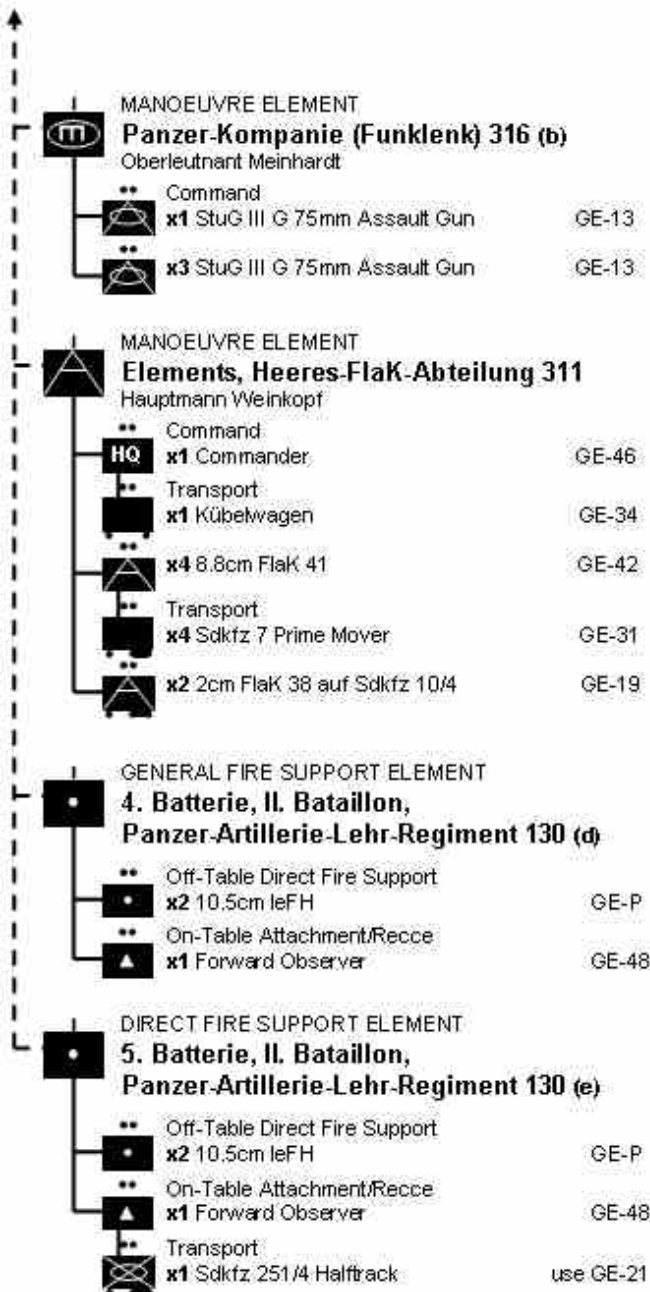 MANOEUVRE ELEMENT
Panzer-Kompanie (Funklenk) 316 (b)
Oberleutnant Meinhardt
Command
x1 StuG III G 75mm Assault Gun GE-13
x3 StuG III G 75mm Assault Gun GE-13
MANOEUVRE ELEMENT
Elements, Heeres-FlaK-Abteilung 311
Hauptmann Weinkopf
Command
HQ x1 Commander GE-46
Transport
x1 Kübelwagen GE-34
x4 8.8cm FlaK 41 GE-42
Transport
x4 Sdkfz 7 Prime Mover GE-31
x2 2cm FlaK 38 auf Sdkfz 10/4 GE-19
GENERAL FIRE SUPPORT ELEMENT
4. Batterie, II. Bataillon,
Panzer-Artillerie-Lehr-Regiment 130 (d)
Off-Table Direct Fire Support
x2 10.5cm leFH GE-P
On-Table Attachment/Recce
x1 Forward Observer GE-48
DIRECT FIRE SUPPORT ELEMENT
5. Batterie, II. Bataillon,
Panzer-Artillerie-Lehr-Regiment 130 (e)
Off-Table Direct Fire Support
x2 10.5cm leFH GE-P
On-Table Attachment/Recce
x1 Forward Observer GE-48
Transport
x1 Sdkfz 251/4 Halftrack use GE-21